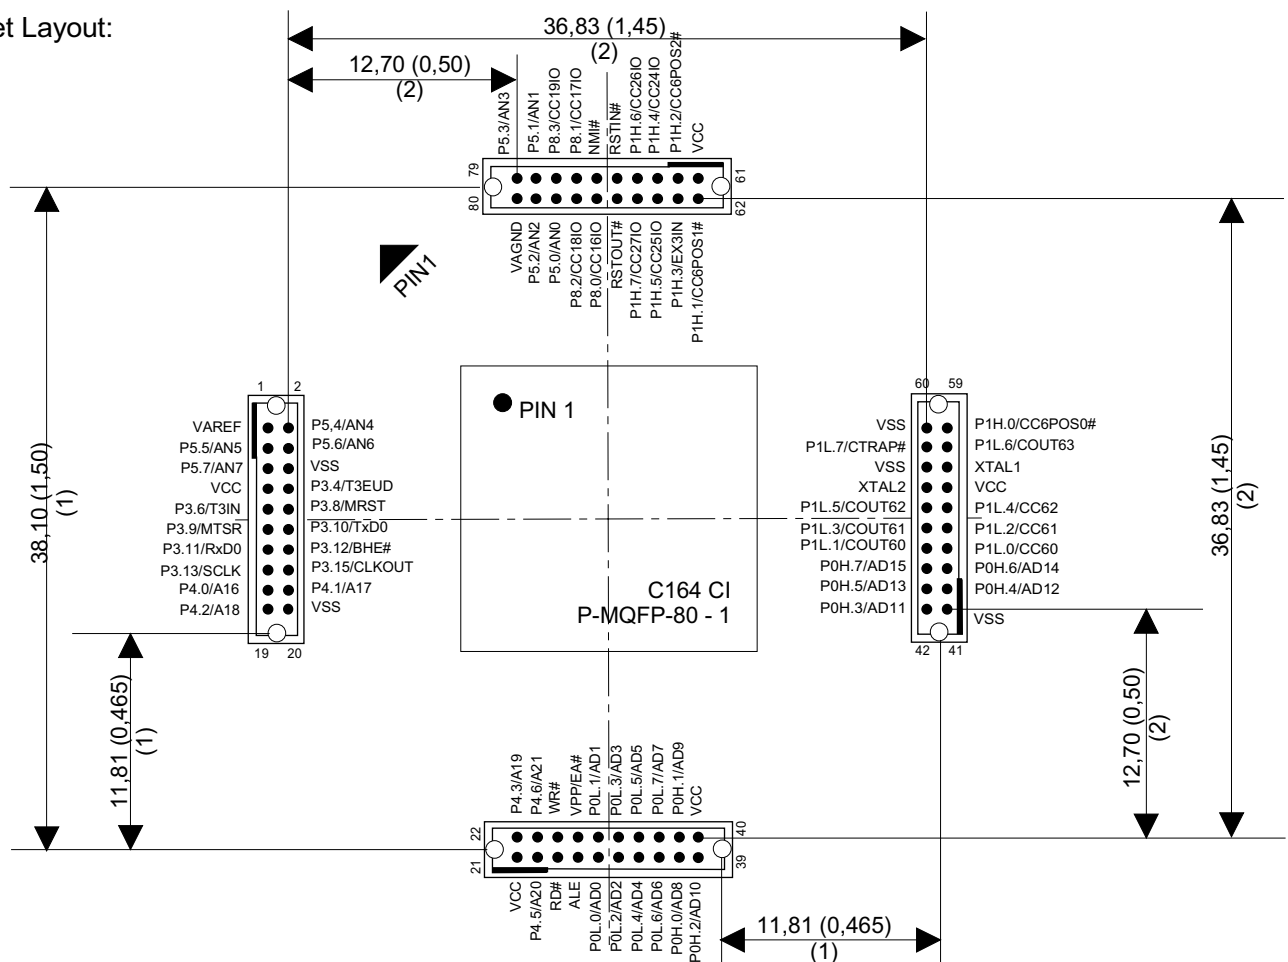 et Layout:
36,83 (1,45)
(2)
12,70 (0,50)
(2)
P5.3/AN3
P5.1/AN1
P8.3/CC19IO
P8.1/CC17IO
NMI#
RSTIN#
P1H.6/CC26IO
P1H.4/CC24IO
P1H.2/CC6POS2#
VCC
79
61
80
62
VAGND
P5.2/AN2
P5.0/AN0
P8.2/CC18IO
P8.0/CC16IO
RSTOUT#
P1H.7/CC27IO
P1H.5/CC25IO
P1H.3/EX3IN
P1H.1/CC6POS1#
PIN1
38,10 (1,50)
(1)
36,83 (1,45)
(2)
1 2
VAREF P5,4/AN4
P5.5/AN5 P5.6/AN6
P5.7/AN7 VSS
VCC P3.4/T3EUD
P3.6/T3IN P3.8/MRST
P3.9/MTSR P3.10/TxD0
P3.11/RxD0 P3.12/BHE#
P3.13/SCLK P3.15/CLKOUT
P4.0/A16 P4.1/A17
P4.2/A18 VSS
19 20
PIN 1
C164 CI
P-MQFP-80 - 1
60 59
VSS P1H.0/CC6POS0#
P1L.7/CTRAP# P1L.6/COUT63
VSS XTAL1
XTAL2 VCC
P1L.5/COUT62 P1L.4/CC62
P1L.3/COUT61 P1L.2/CC61
P1L.1/COUT60 P1L.0/CC60
P0H.7/AD15 P0H.6/AD14
P0H.5/AD13 P0H.4/AD12
P0H.3/AD11 VSS
42 41
11,81 (0,465)
(1)
12,70 (0,50)
(2)
P4.3/A19
P4.6/A21
WR#
VPP/EA#
P0L.1/AD1
P0L.3/AD3
P0L.5/AD5
P0L.7/AD7
P0H.1/AD9
VCC
22
40
21
39
VCC
P4.5/A20
RD#
ALE
P0L.0/AD0
P0L.2/AD2
P0L.4/AD4
P0L.6/AD6
P0H.0/AD8
P0H.2/AD10
11,81 (0,465)
(1)